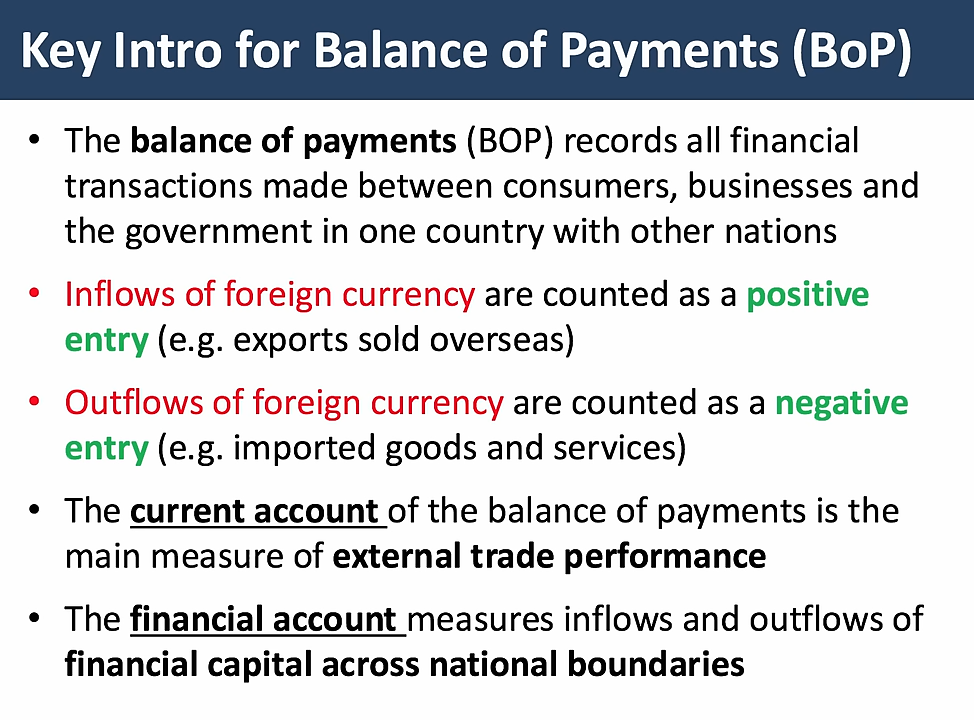 Key Intro for Balance of Payments (BoP)
• The balance of payments (BOP) records all financial
transactions made between consumers, businesses and
the government in one country with other nations
• Inflows of foreign currency are counted as a positive
entry (e.g. exports sold overseas)
• Outflows of foreign currency are counted as a negative
entry (e.g. imported goods and services)
• The current account of the balance of payments is the
main measure of external trade performance
• The financial account measures inflows and outflows of
financial capital across national boundaries